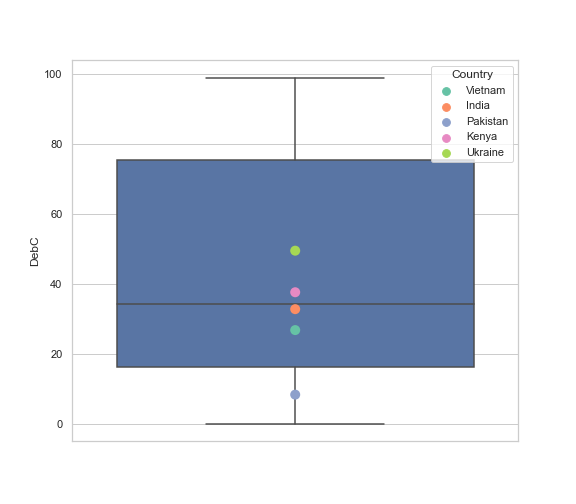 100
80
60
40
20
0
DebC
Country
Vietnam
India
Pakistan
Kenya
Ukraine